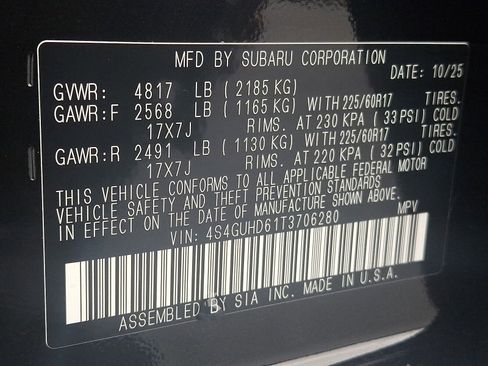 MFD BY SUBARU CORPORATION
DATE: 10/25
GVWR: 4817 LB (2185 KG)
GAWR:F 2568 LB (1165 KG) WITH 225/60R17 TIRES.
17X7J RIMS. AT 230 KPA (33 PSI) COLD
GAWR:R 2491 LB (1130 KG) WITH 225/60R17 TIRES.
17X7J RIMS. AT 220 KPA (32 PSI) COLD
THIS VEHICLE CONFORMS TO ALL APPLICABLE FEDERAL MOTOR
VEHICLE SAFETY AND THEFT PREVENTION STANDARDS
IN EFFECT ON THE DATE OF MANUFACTURE SHOWN ABOVE.
VIN: 4S4GUHD61T3706280 MPV
ASSEMBLED BY SIA INC. MADE IN U.S.A.